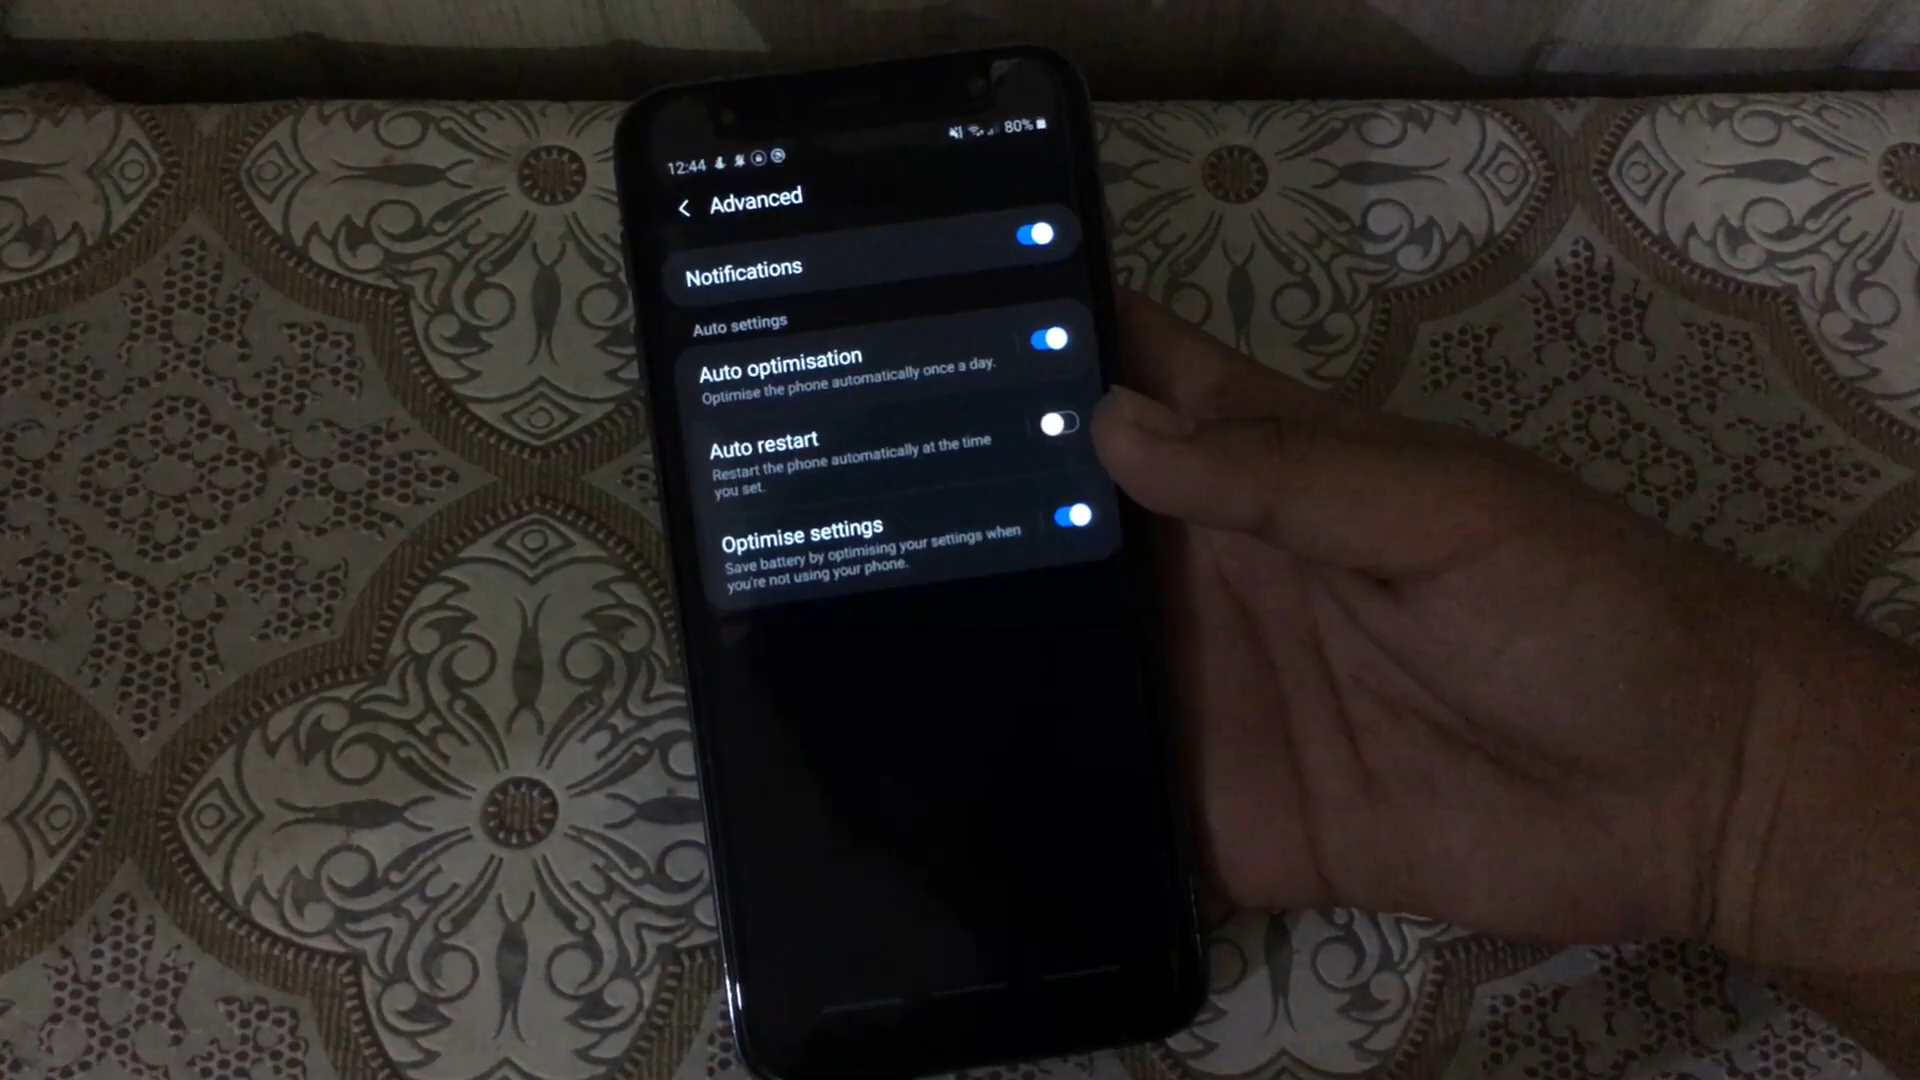 12:44 80%
Advanced
Notifications
Auto settings
Auto optimisation
Optimise the phone automatically once a day.
Auto restart
Restart the phone automatically at the time
you set.
Optimise settings
Save battery by optimising your settings when
you're not using your phone.